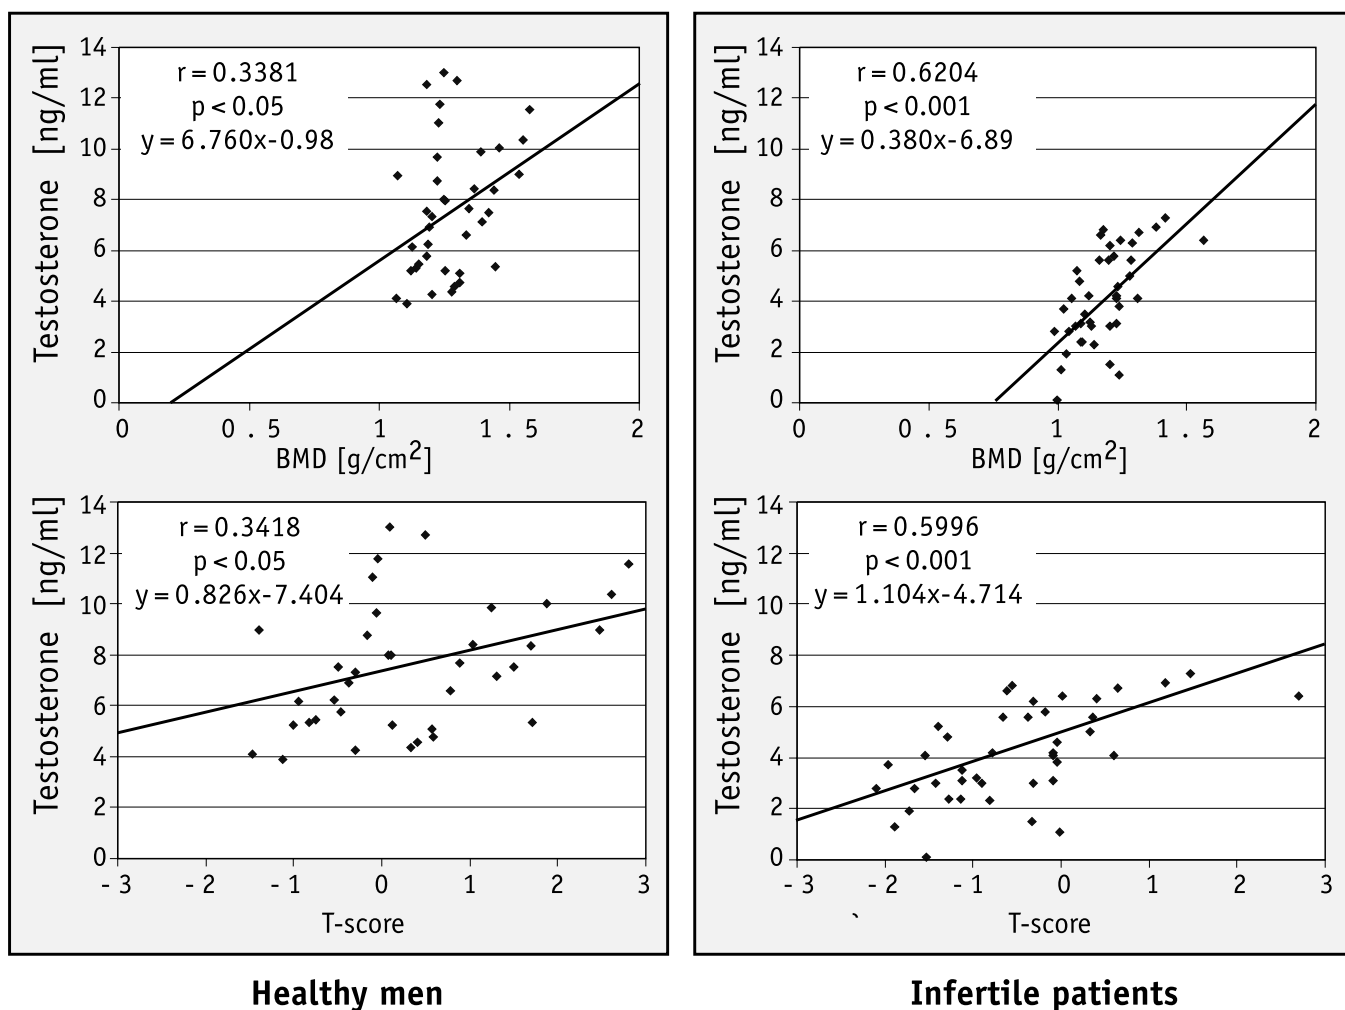 Testosterone [ng/ml]
14
12
10
8
6
4
2
0
r = 0.3381
p < 0.05
y = 6.760x-0.98
0 0.5 1 1.5 2
BMD [g/cm²]
Testosterone [ng/ml]
14
12
10
8
6
4
2
0
r = 0.6204
p < 0.001
y = 0.380x-6.89
0 0.5 1 1.5 2
BMD [g/cm²]
Testosterone [ng/ml]
14
12
10
8
6
4
2
0
r = 0.3418
p < 0.05
y = 0.826x-7.404
-3 -2 -1 0 1 2 3
T-score
Testosterone [ng/ml]
14
12
10
8
6
4
2
0
r = 0.5996
p < 0.001
y = 1.104x-4.714
-3 -2 -1 0 1 2 3
T-score
Healthy men
Infertile patients